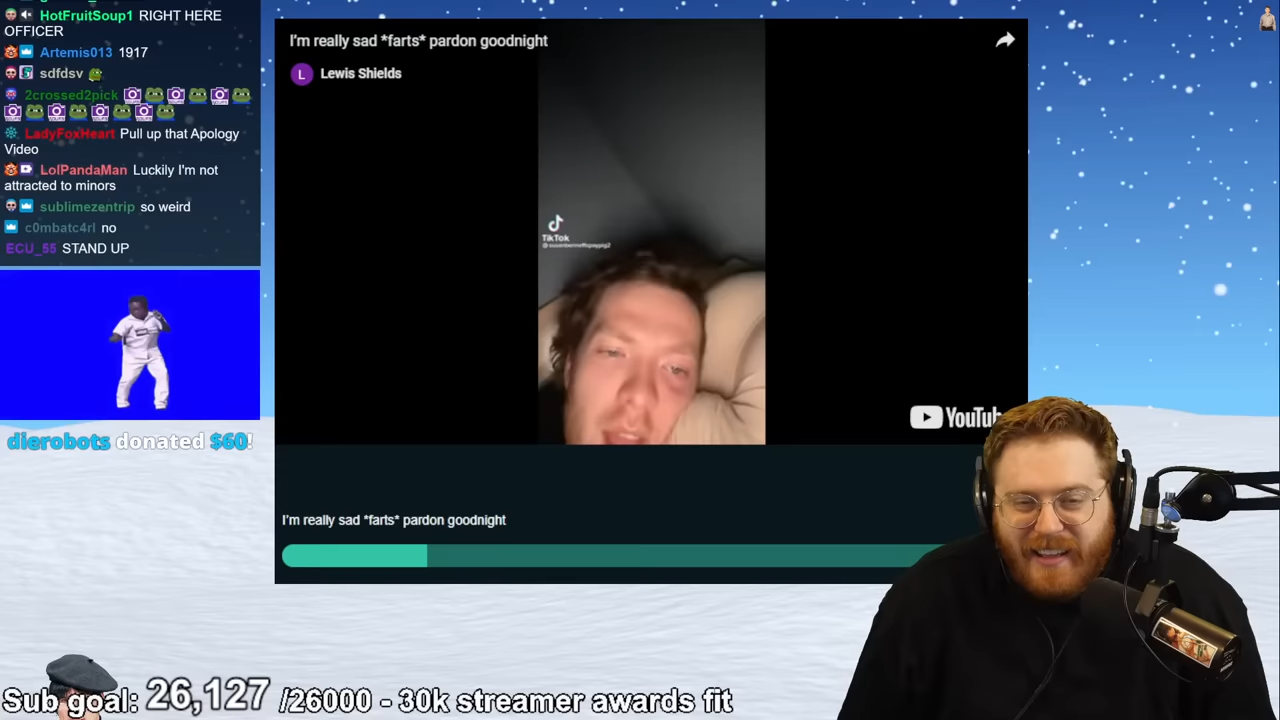 HotFruitSoup1 RIGHT HERE
OFFICER
Artemis013 1917
sdfdsv
2crossed2pick
LadyFoxHeart Pull up that Apology
Video
LolPandaMan Luckily I'm not
attracted to minors
sublimezentrip so weird
c0mbatc4rl no
ECU_55 STAND UP
dierobots donated $60!
I'm really sad *farts* pardon goodnight
L
Lewis Shields
TikTok
YouTub
I'm really sad *farts* pardon goodnight
Sub goal: 26,127 /26000 - 30k streamer awards fit